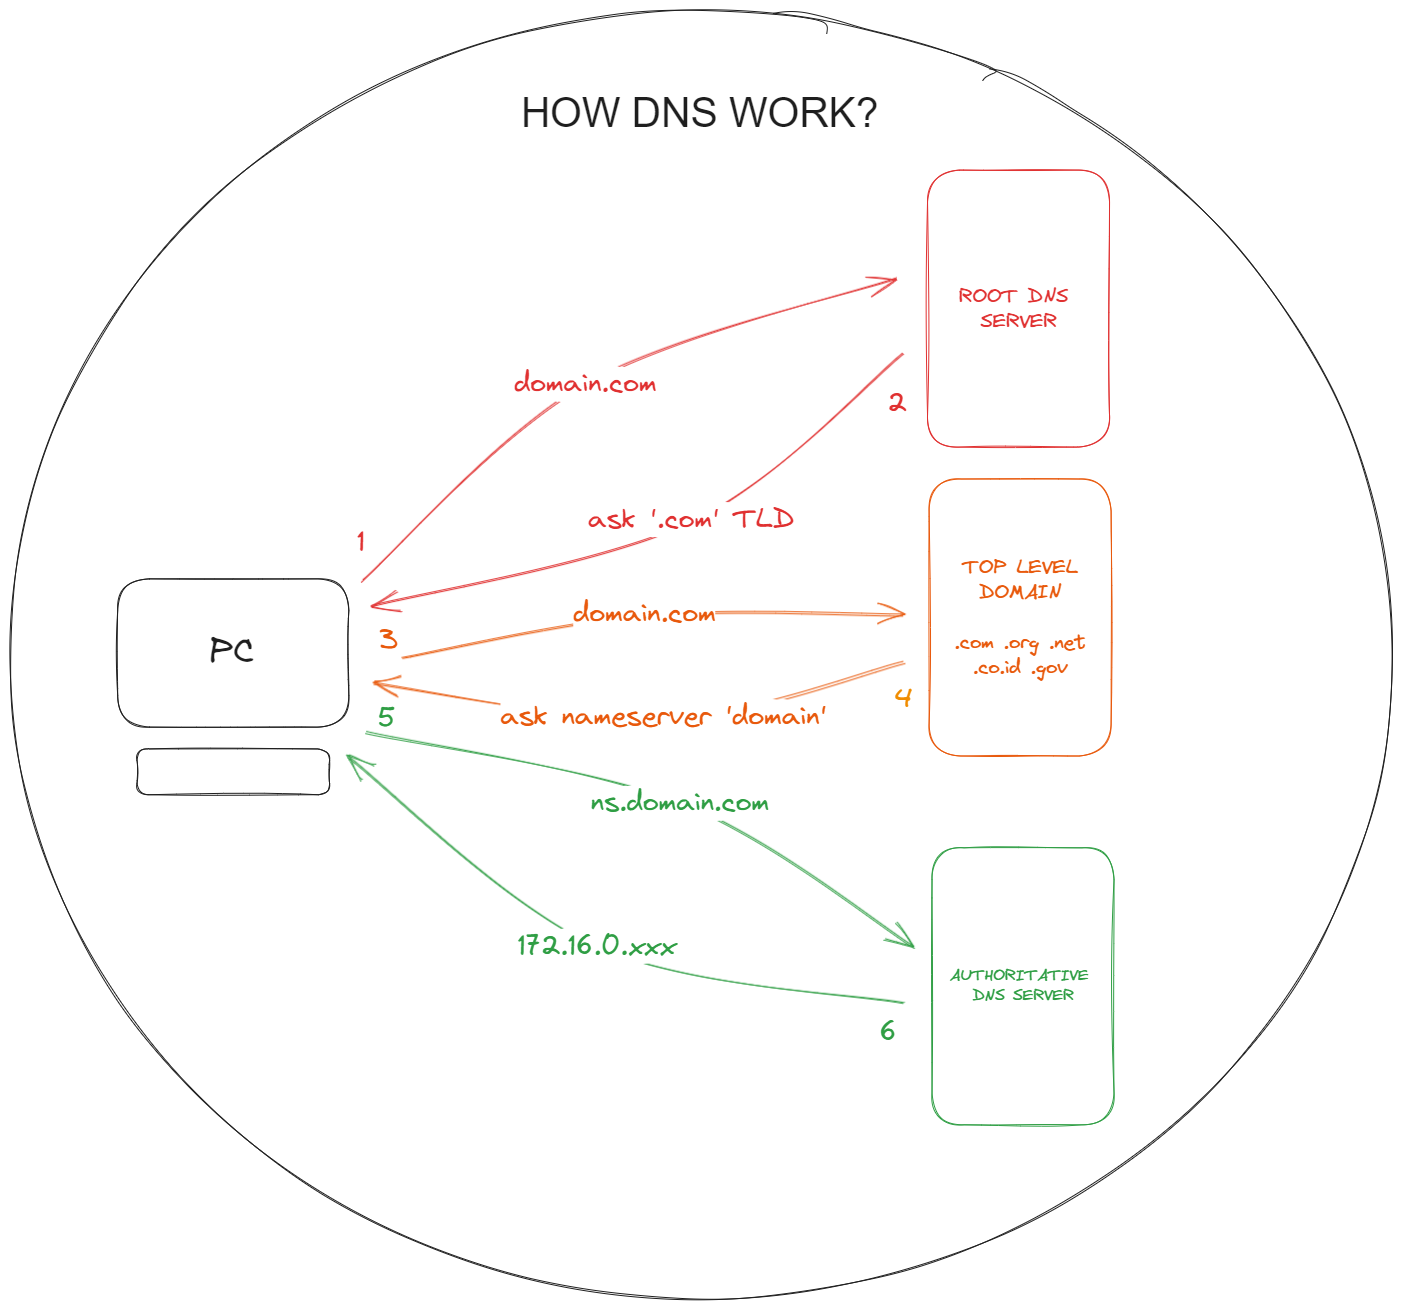 HOW DNS WORK?
ROOT DNS
SERVER
domain.com
2
ask '.com' TLD
1
TOP LEVEL
DOMAIN
.com .org .net
.co.id .gov
domain.com
3
PC
4
ask nameserver 'domain'
5
ns.domain.com
172.16.0.xxx
AUTHORITATIVE
DNS SERVER
6